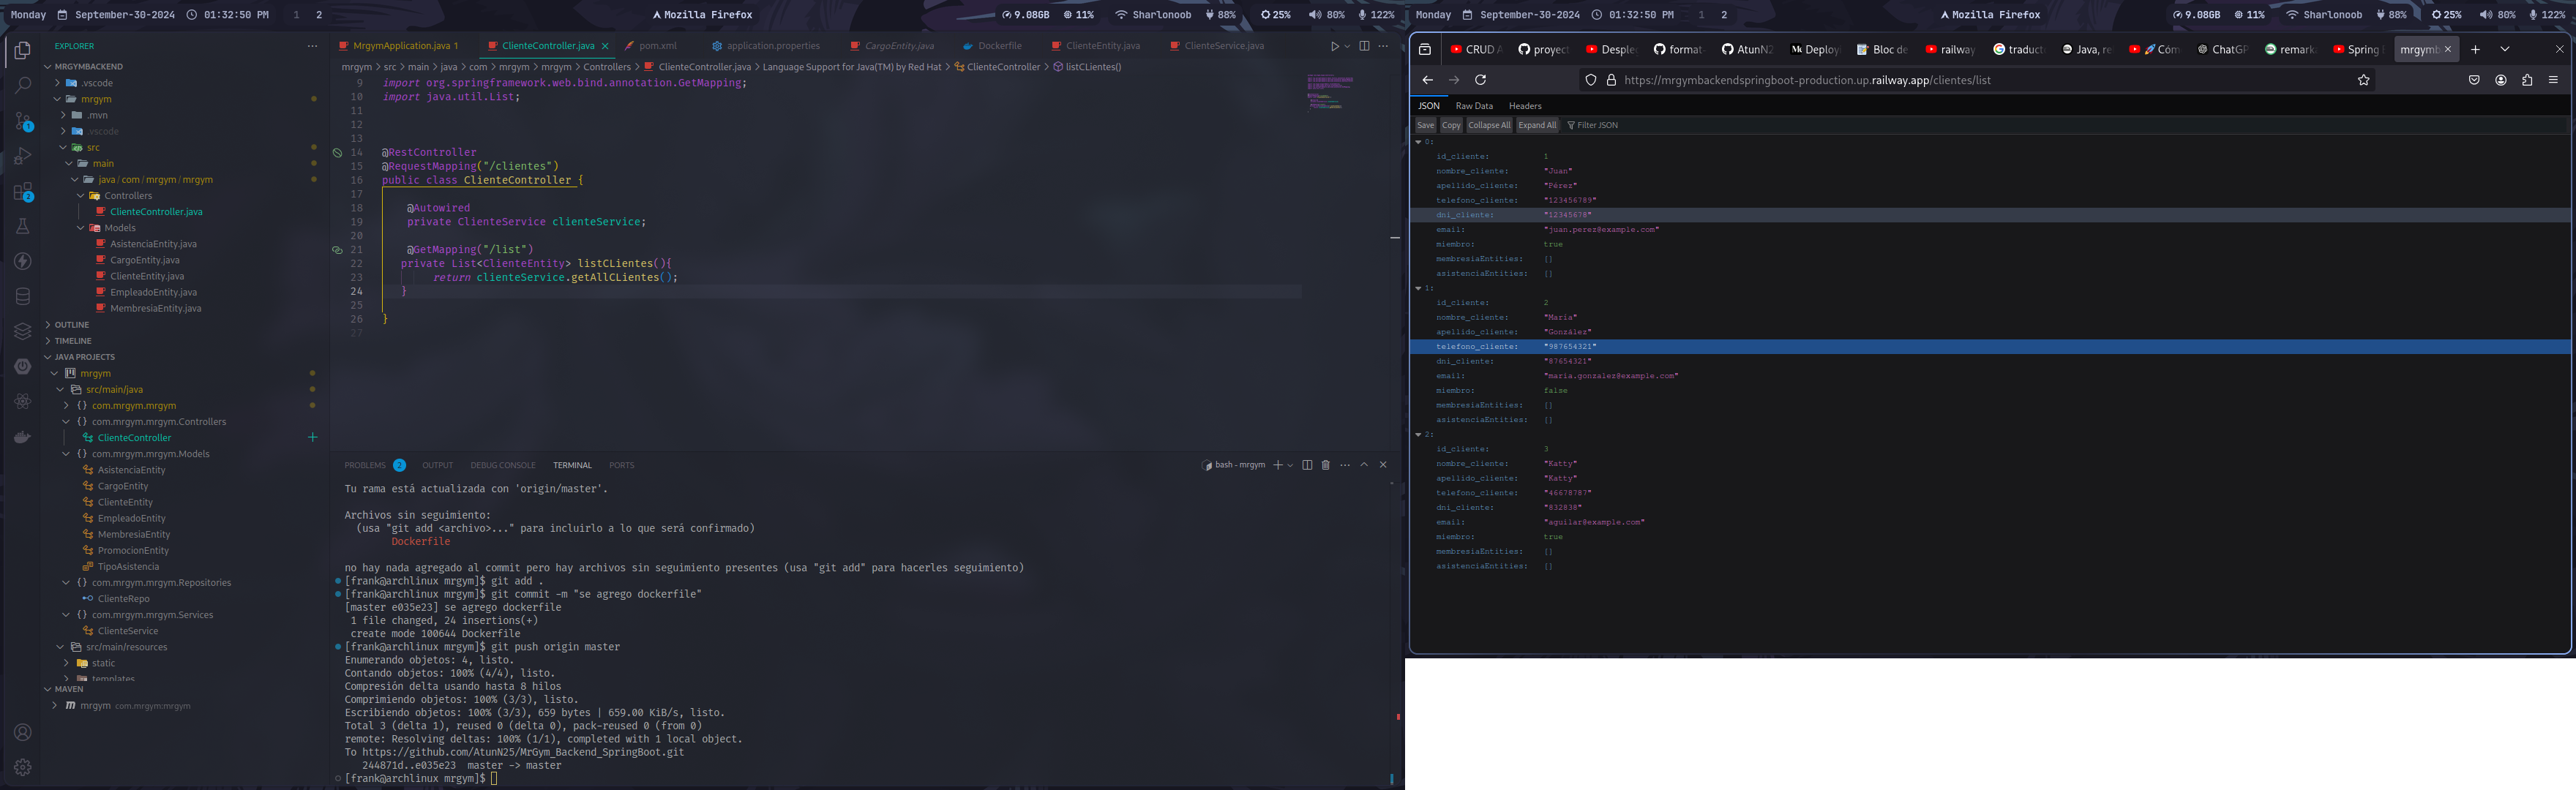 Monday September-30-2024 01:32:50 PM 1 2
Mozilla Firefox
9.08GB 11% Sharlonoob 88% 25% 80% 122%
Monday September-30-2024 01:32:50 PM 1 2
Mozilla Firefox
9.08GB 11% Sharlonoob 88% 25% 80% 122%
EXPLORER
MRGYMBACKEND
.vscode
mrgym
.mvn
.vscode
src
main
java / com / mrgym / mrgym
Controllers
ClienteController.java
Models
AsistenciaEntity.java
CargoEntity.java
ClienteEntity.java
EmpleadoEntity.java
MembresiaEntity.java
OUTLINE
TIMELINE
JAVA PROJECTS
mrgym
src/main/java
com.mrgym.mrgym
com.mrgym.mrgym.Controllers
ClienteController
com.mrgym.mrgym.Models
AsistenciaEntity
CargoEntity
ClienteEntity
EmpleadoEntity
MembresiaEntity
PromocionEntity
TipoAsistencia
com.mrgym.mrgym.Repositories
ClienteRepo
com.mrgym.mrgym.Services
ClienteService
src/main/resources
static
templates
MAVEN
mrgym com.mrgym:mrgym
MrgymApplication.java 1 ClienteController.java pom.xml application.properties CargoEntity.java Dockerfile ClienteEntity.java ClienteService.java
mrgym > src > main > java > com > mrgym > mrgym > Controllers > ClienteController.java > Language Support for Java(TM) by Red Hat > ClienteController > listCLientes()
9 import org.springframework.web.bind.annotation.GetMapping;
10 import java.util.List;
11
12
13
14 @RestController
15 @RequestMapping("/clientes")
16 public class ClienteController {
17
18 @Autowired
19 private ClienteService clienteService;
20
21 @GetMapping("/list")
22 private List<ClienteEntity> listCLientes(){
23 return clienteService.getAllCLientes();
24 }
25
26 }
27
PROBLEMS 2 OUTPUT DEBUG CONSOLE TERMINAL PORTS
bash - mrgym
Tu rama está actualizada con 'origin/master'.
Archivos sin seguimiento:
(usa "git add <archivo>..." para incluirlo a lo que será confirmado)
Dockerfile
no hay nada agregado al commit pero hay archivos sin seguimiento presentes (usa "git add" para hacerles seguimiento)
[frank@archlinux mrgym]$ git add .
[frank@archlinux mrgym]$ git commit -m "se agrego dockerfile"
[master e035e23] se agrego dockerfile
1 file changed, 24 insertions(+)
create mode 100644 Dockerfile
[frank@archlinux mrgym]$ git push origin master
Enumerando objetos: 4, listo.
Contando objetos: 100% (4/4), listo.
Compresión delta usando hasta 8 hilos
Comprimiendo objetos: 100% (3/3), listo.
Escribiendo objetos: 100% (3/3), 659 bytes | 659.00 KiB/s, listo.
Total 3 (delta 1), reused 0 (delta 0), pack-reused 0 (from 0)
remote: Resolving deltas: 100% (1/1), completed with 1 local object.
To https://github.com/AtunN25/MrGym_Backend_SpringBoot.git
244871d..e035e23 master -> master
[frank@archlinux mrgym]$
CRUD A proyect Desple format- AtunN2 Deployi Bloc de railway traduct Java, re Cóm ChatGP remark Spring mrgymb
https://mrgymbackendspringboot-production.up.railway.app/clientes/list
JSON Raw Data Headers
Save Copy Collapse All Expand All Filter JSON
0:
id_cliente: 1
nombre_cliente: "Juan"
apellido_cliente: "Pérez"
telefono_cliente: "123456789"
dni_cliente: "12345678"
email: "juan.perez@example.com"
miembro: true
membresiaEntities: []
asistenciaEntities: []
1:
id_cliente: 2
nombre_cliente: "María"
apellido_cliente: "González"
telefono_cliente: "987654321"
dni_cliente: "87654321"
email: "maria.gonzalez@example.com"
miembro: false
membresiaEntities: []
asistenciaEntities: []
2:
id_cliente: 3
nombre_cliente: "Katty"
apellido_cliente: "Katty"
telefono_cliente: "46678787"
dni_cliente: "832838"
email: "aguilar@example.com"
miembro: true
membresiaEntities: []
asistenciaEntities: []